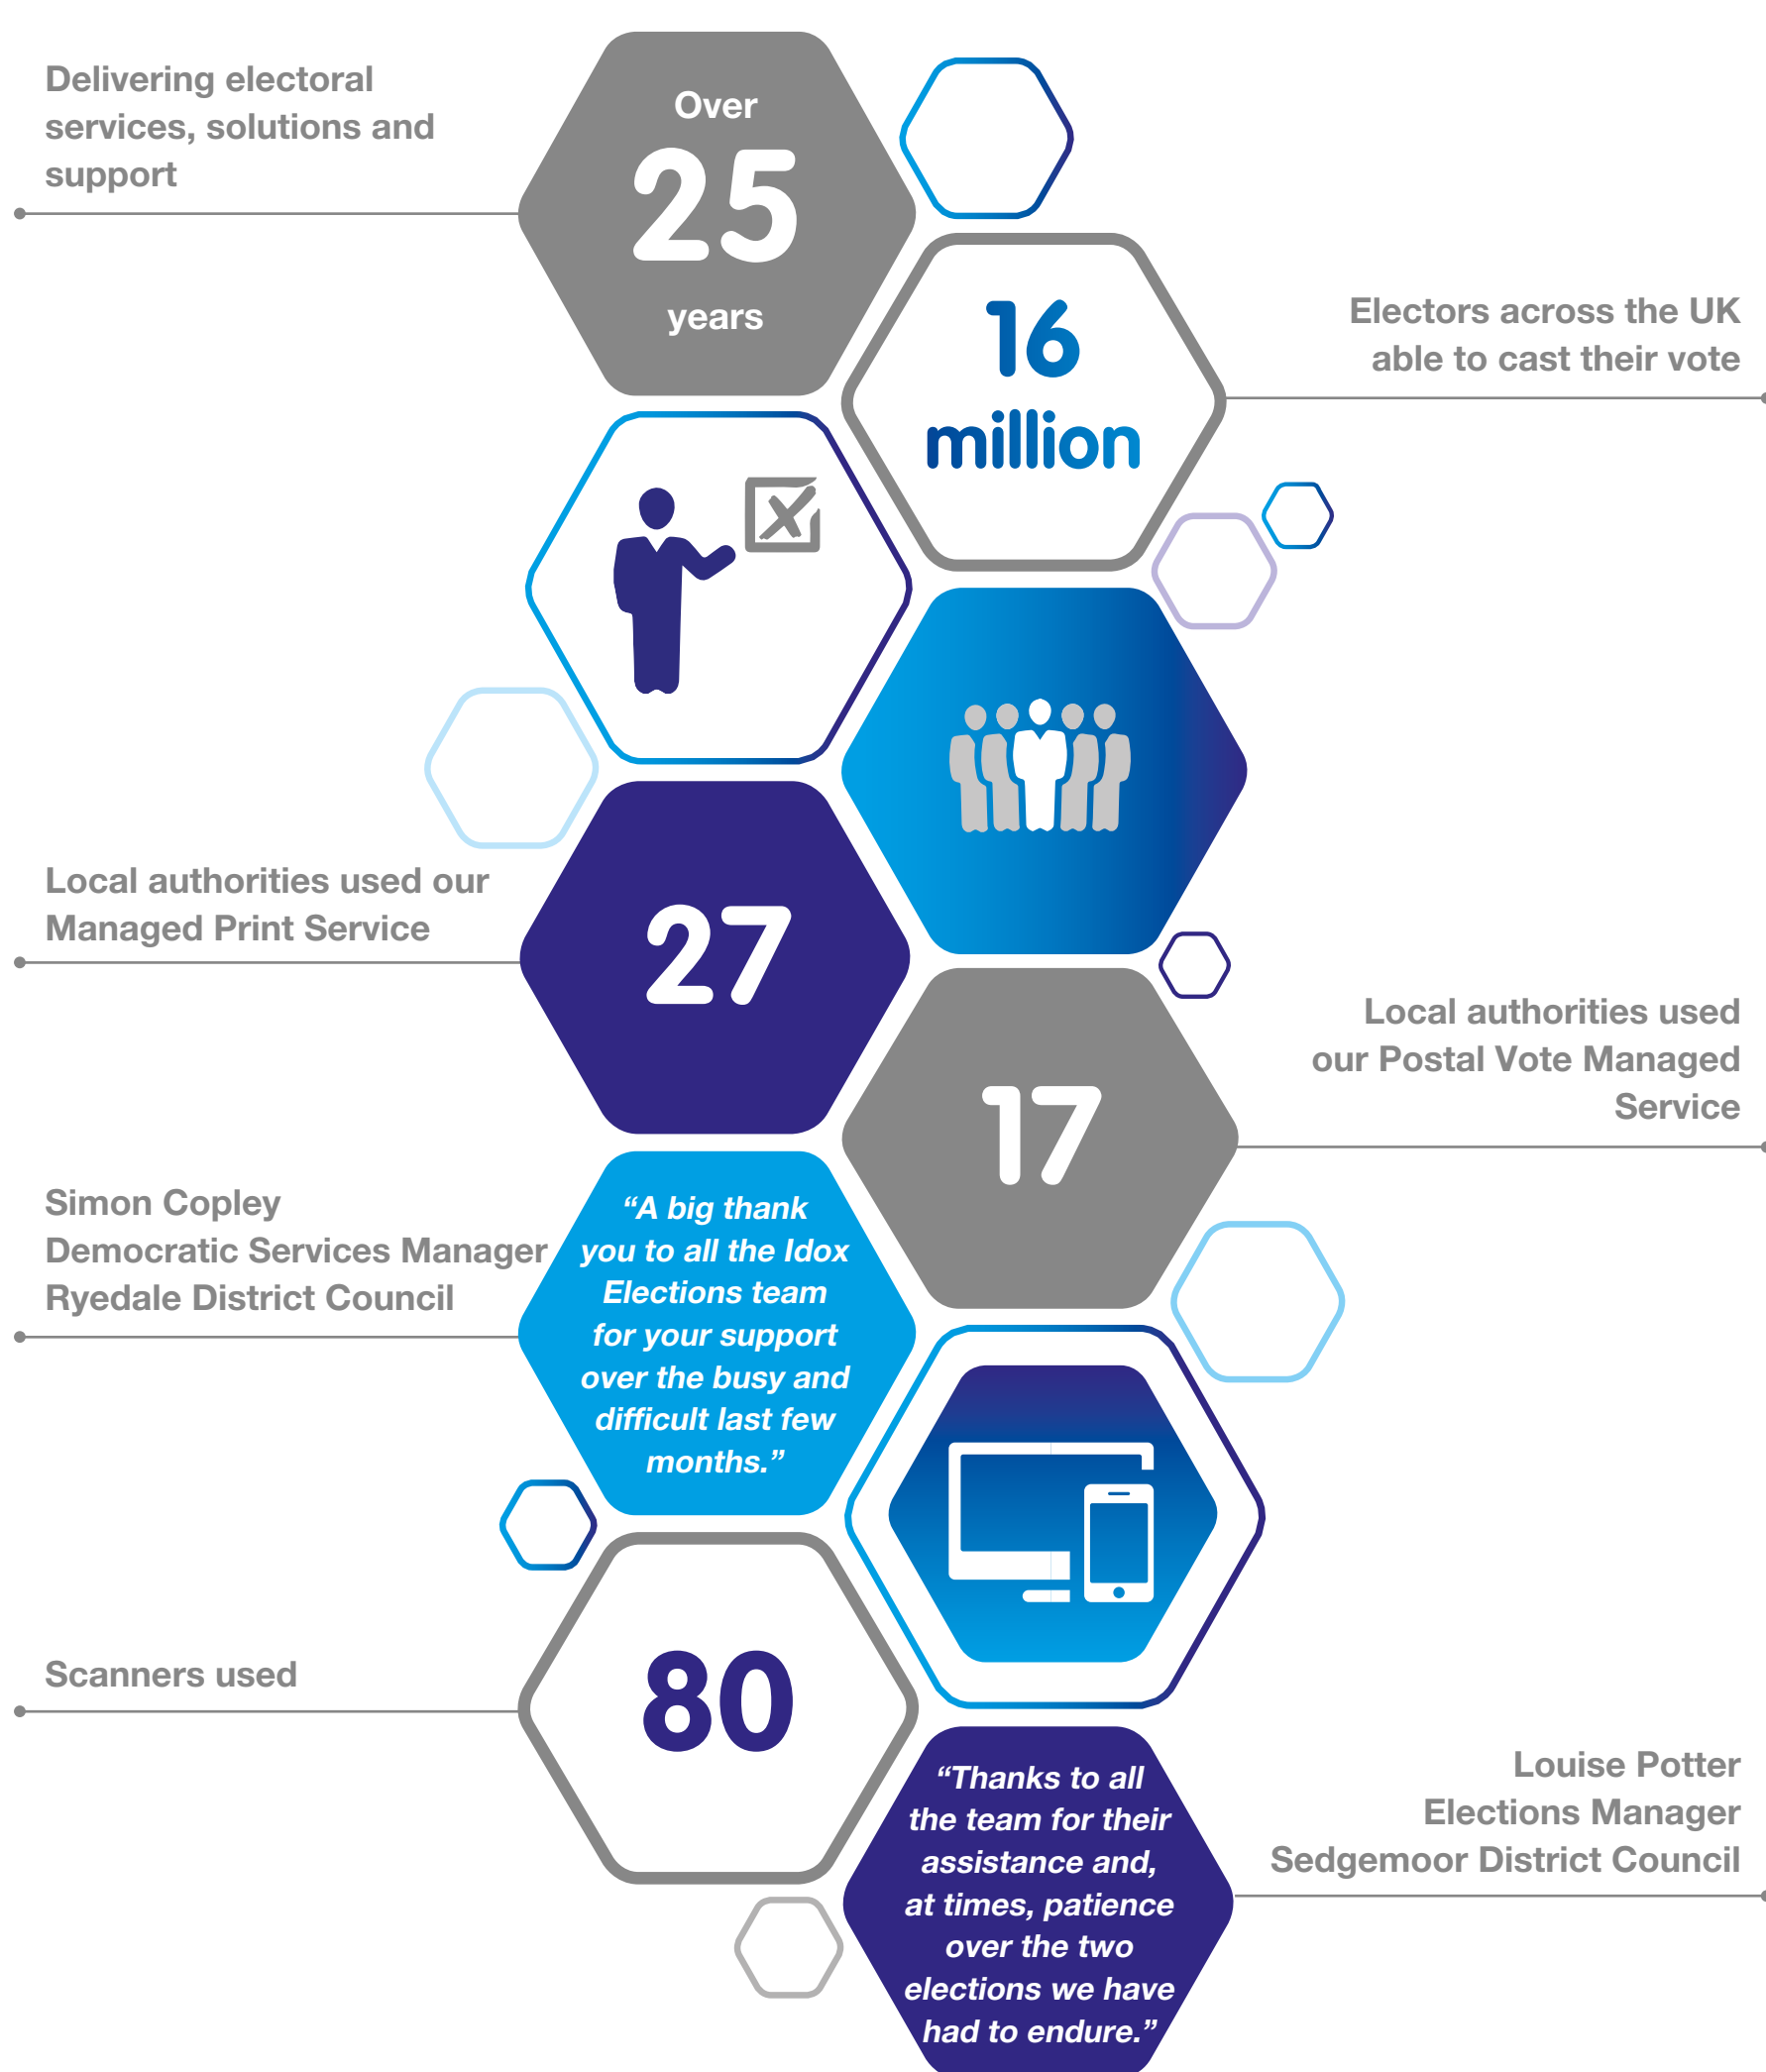 Delivering electoral
services, solutions and
support
Over
25
years
16
million
Electors across the UK
able to cast their vote
Local authorities used our
Managed Print Service
27
17
Local authorities used
our Postal Vote Managed
Service
Simon Copley
Democratic Services Manager
Ryedale District Council
“A big thank
you to all the Idox
Elections team
for your support
over the busy and
difficult last few
months.”
Scanners used
80
“Thanks to all
the team for their
assistance and,
at times, patience
over the two
elections we have
had to endure.”
Louise Potter
Elections Manager
Sedgemoor District Council